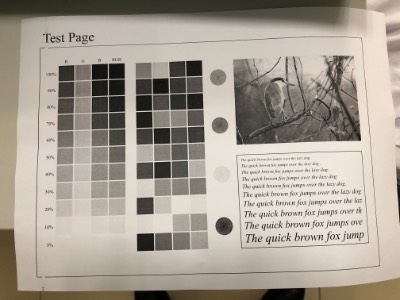 Test Page
R G B RGB
100%
90%
80%
70%
60%
50%
40%
30%
20%
10%
5%
The quick brown fox jumps over the lazy dog.
The quick brown fox jumps over the lazy dog.
The quick brown fox jumps over the lazy dog.
The quick brown fox jumps over the lazy dog.
The quick brown fox jumps over the lazy dog.
The quick brown fox jumps over the lazy dog
The quick brown fox jumps over the laz
The quick brown fox jumps over th
The quick brown fox jumps ove
The quick brown fox jump